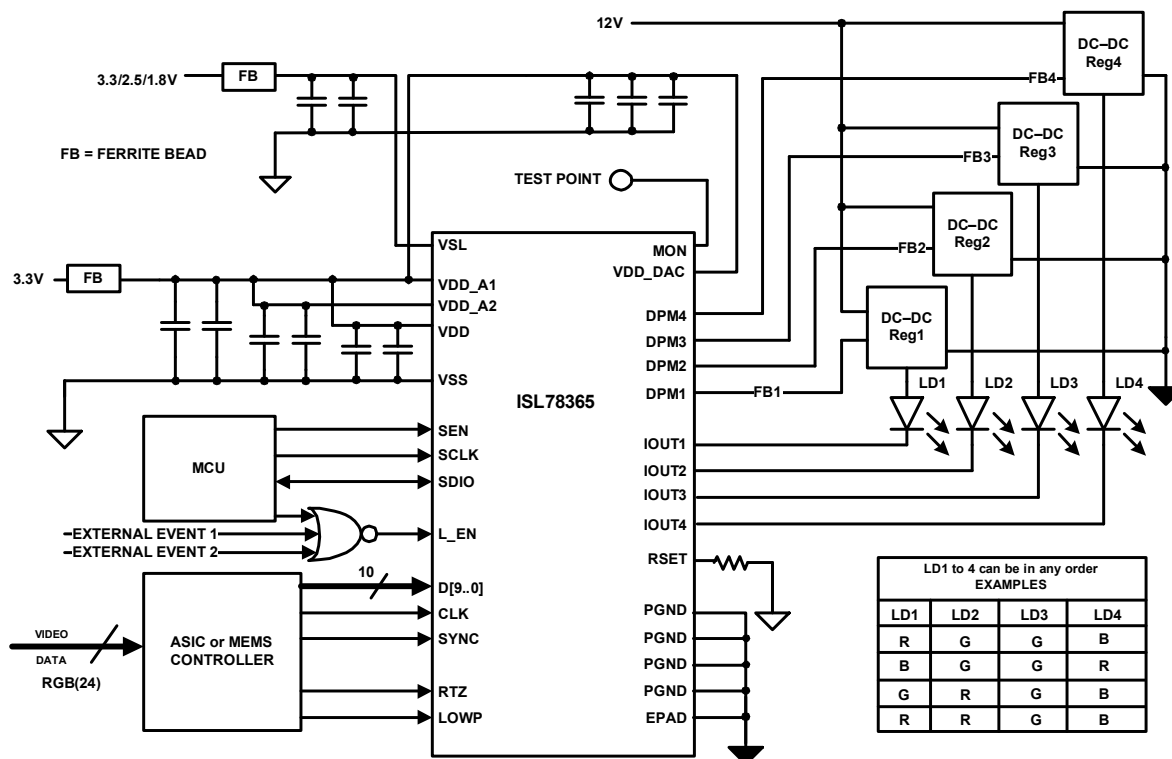 12V
DC–DC
Reg4
3.3/2.5/1.8V
FB
FB4
DC–DC
Reg3
FB = FERRITE BEAD
FB3
TEST POINT
DC–DC
Reg2
FB2
VSL
MON
3.3V
FB
VDD_DAC
VDD_A1
VDD_A2
VDD
DPM4
DC–DC
Reg1
DPM3
DPM2
VSS
DPM1
FB1
LD1
LD2
LD3
LD4
ISL78365
MCU
SEN
SCLK
SDIO
IOUT1
IOUT2
IOUT3
IOUT4
EXTERNAL EVENT 1
EXTERNAL EVENT 2
L_EN
RSET
10
D[9..0]
CLK
SYNC
RTZ
LOWP
VIDEO
DATA
RGB(24)
ASIC or MEMS
CONTROLLER
PGND
PGND
PGND
PGND
EPAD
LD1 to 4 can be in any order
EXAMPLES
LD1 LD2 LD3 LD4
R G G B
B G G R
G R G B
R R G B